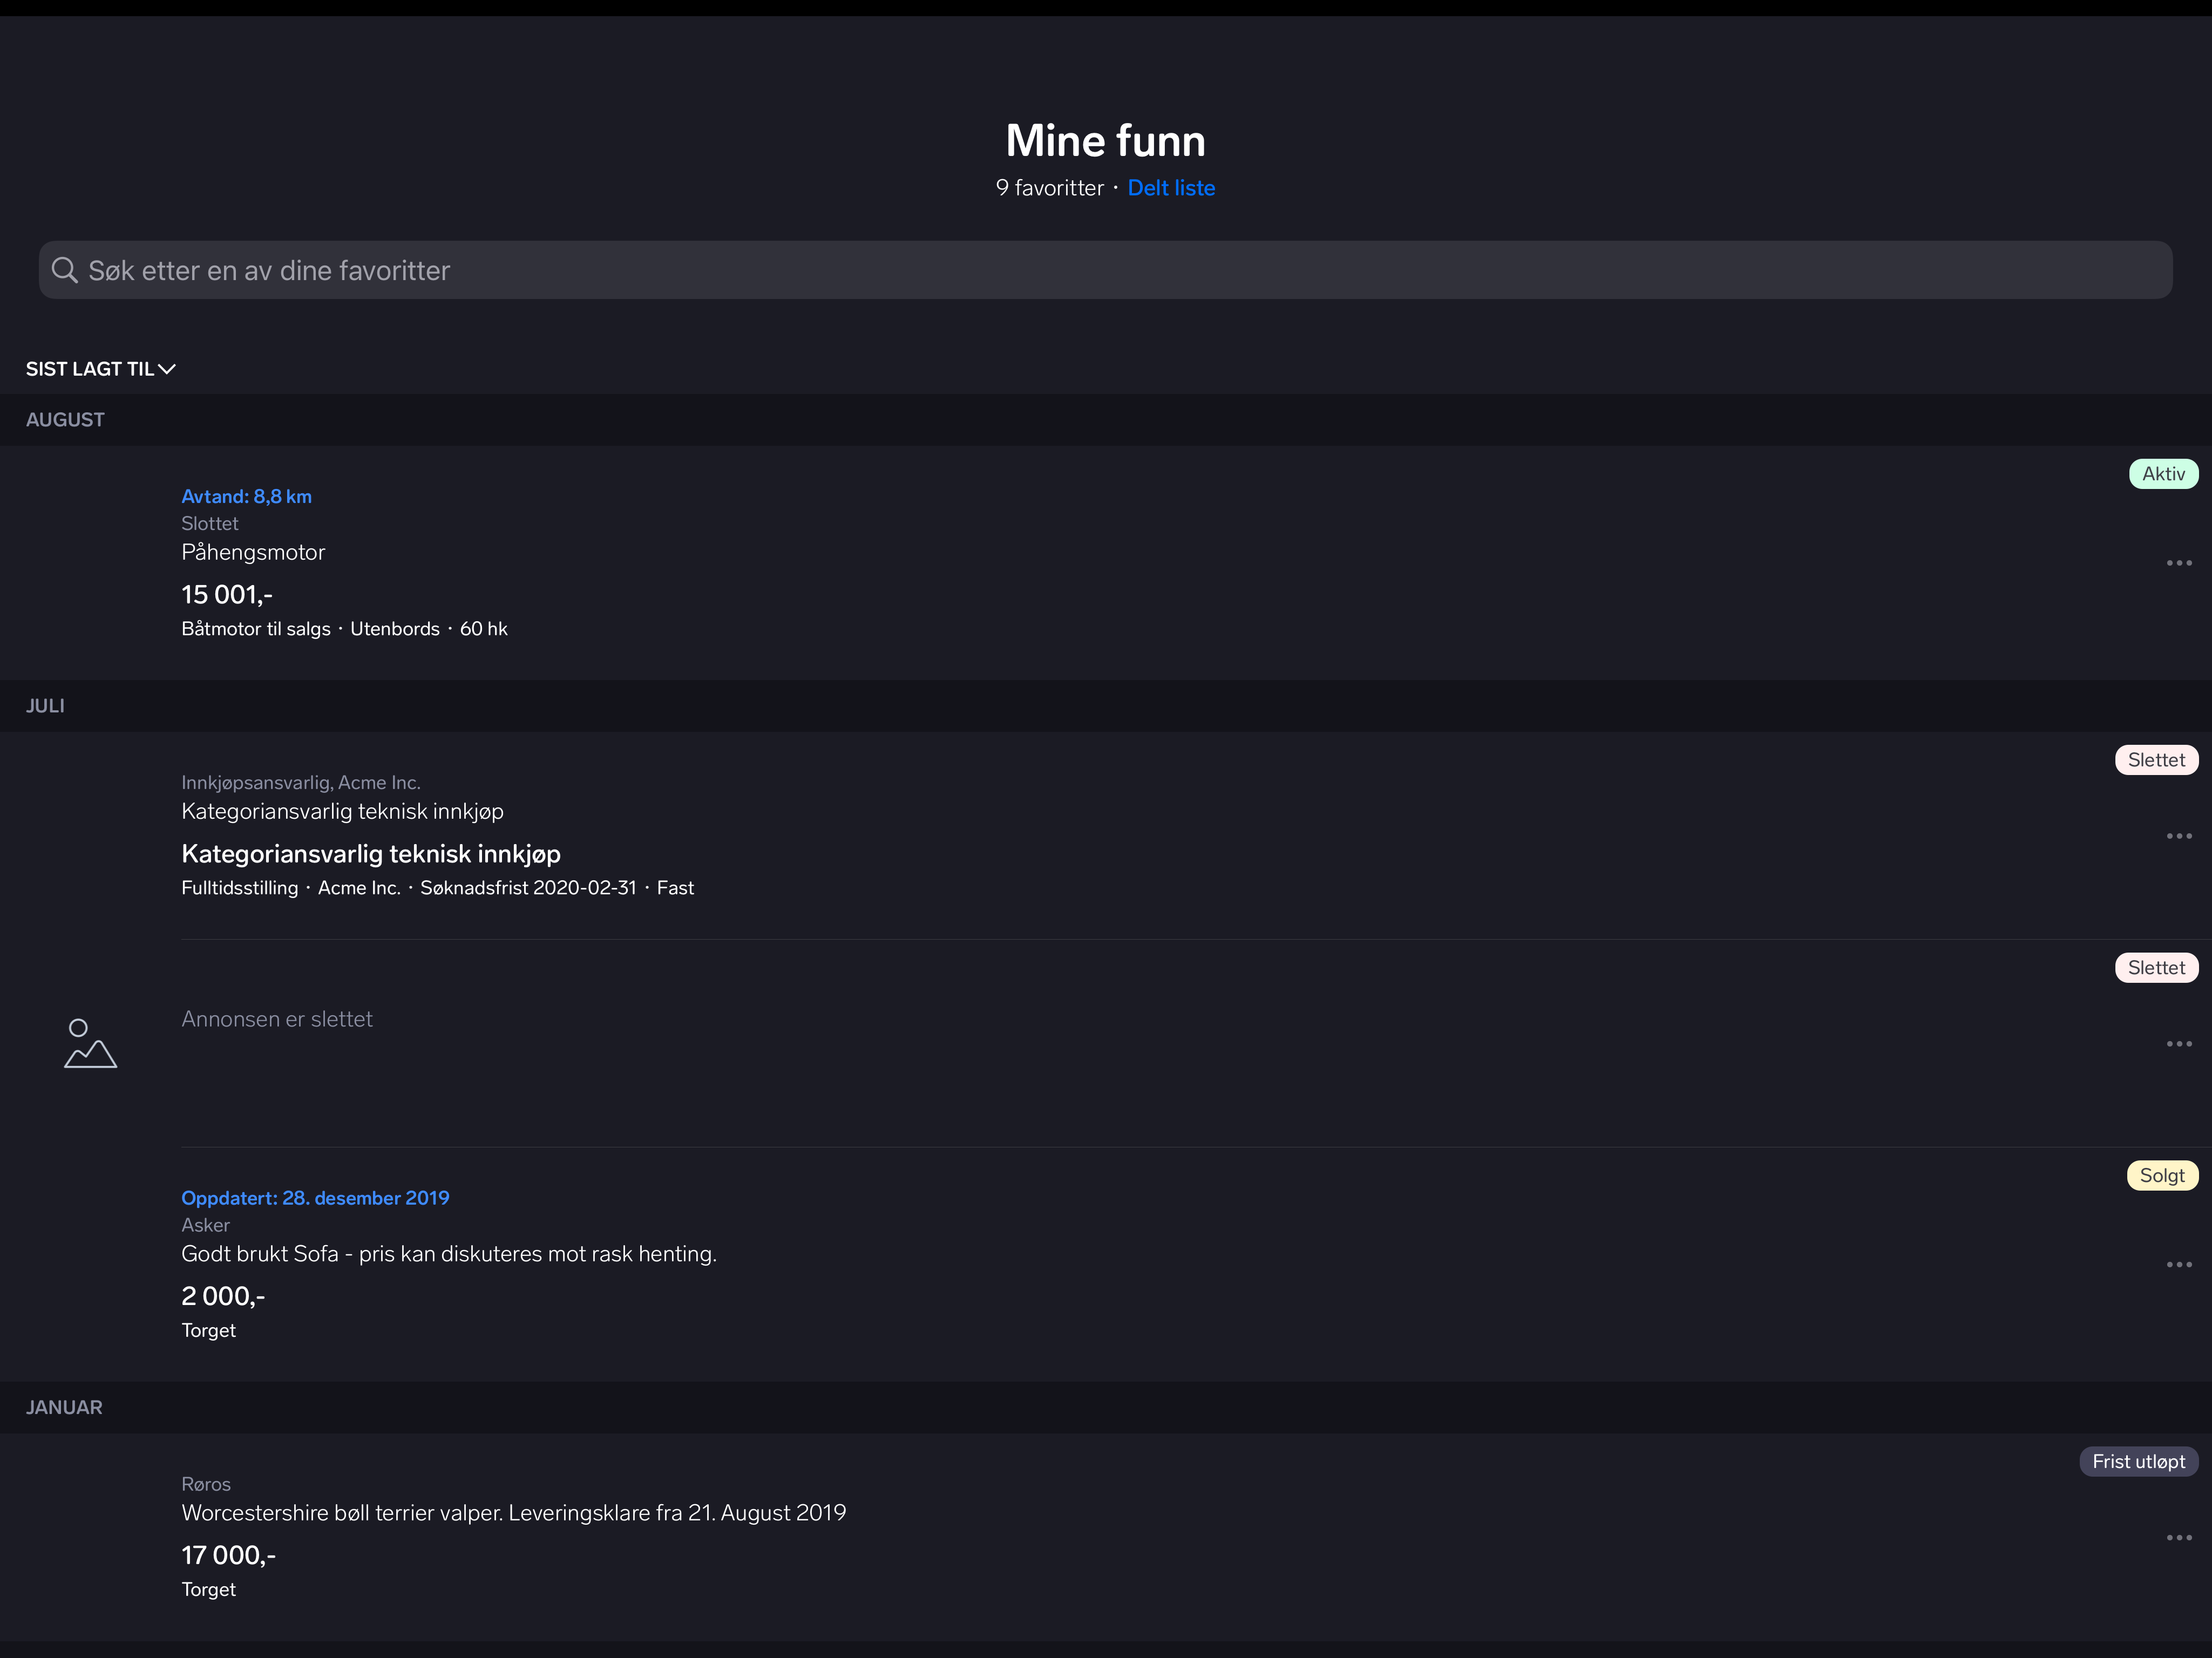 Mine funn
9 favoritter · Delt liste
Søk etter en av dine favoritter
SIST LAGT TIL
AUGUST
Aktiv
Avtand: 8,8 km
Slottet
Påhengsmotor
15 001,-
Båtmotor til salgs · Utenbords · 60 hk
JULI
Slettet
Innkjøpsansvarlig, Acme Inc.
Kategoriansvarlig teknisk innkjøp
Kategoriansvarlig teknisk innkjøp
Fulltidsstilling · Acme Inc. · Søknadsfrist 2020-02-31 · Fast
Slettet
Annonsen er slettet
Solgt
Oppdatert: 28. desember 2019
Asker
Godt brukt Sofa - pris kan diskuteres mot rask henting.
2 000,-
Torget
JANUAR
Frist utløpt
Røros
Worcestershire bøll terrier valper. Leveringsklare fra 21. August 2019
17 000,-
Torget